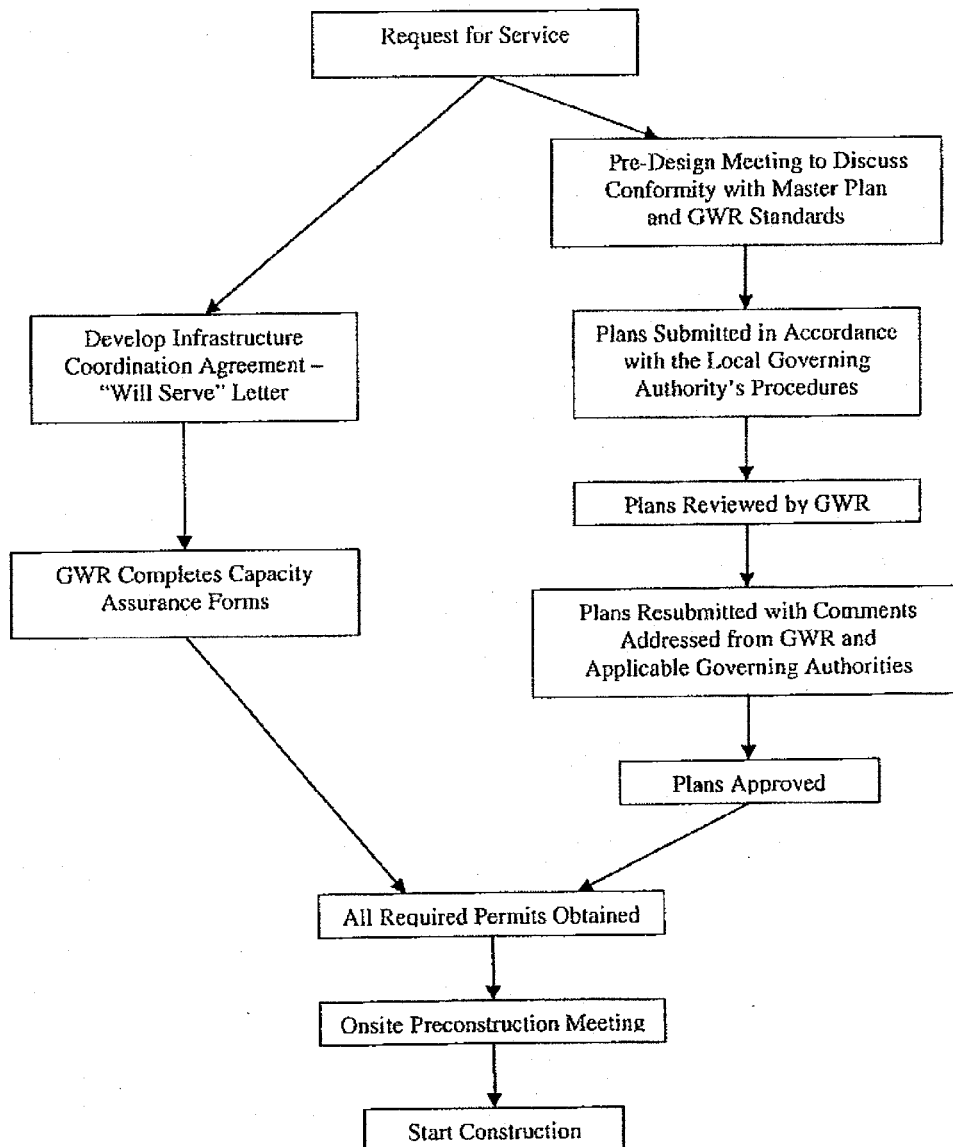 Request for Service
Pre-Design Meeting to Discuss
Conformity with Master Plan
and GWR Standards
Develop Infrastructure
Coordination Agreement –
“Will Serve” Letter
Plans Submitted in Accordance
with the Local Governing
Authority’s Procedures
Plans Reviewed by GWR
GWR Completes Capacity
Assurance Forms
Plans Resubmitted with Comments
Addressed from GWR and
Applicable Governing Authorities
Plans Approved
All Required Permits Obtained
Onsite Preconstruction Meeting
Start Construction